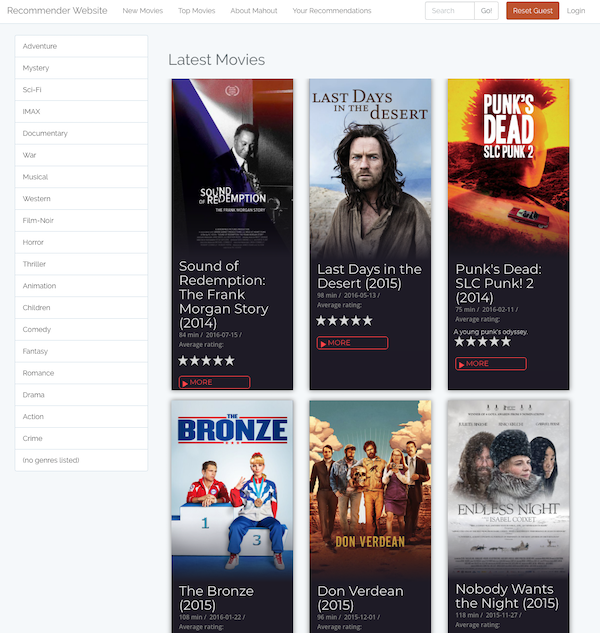 Recommender Website New Movies Top Movies About Mahout Your Recommendations Search Go! Reset Guest Login
Adventure
Mystery
Sci-Fi
IMAX
Documentary
War
Musical
Western
Film-Noir
Horror
Thriller
Animation
Children
Comedy
Fantasy
Romance
Drama
Action
Crime
(no genres listed)
Latest Movies
SOUND
OF REDEMPTION
THE FRANK MORGAN STORY
Sound of
Redemption:
The Frank
Morgan Story
(2014)
84 min / 2016-07-15 /
Average rating:
MORE
LAST DAYS
IN THE DESERT
Last Days in the
Desert (2015)
98 min / 2016-05-13 /
Average rating:
MORE
PUNK'S
DEAD
SLC PUNK 2
Punk's Dead:
SLC Punk! 2
(2014)
75 min / 2016-02-11 /
Average rating:
A young punk's odyssey.
MORE
THE
BRONZE
1
3
The Bronze
(2015)
108 min / 2016-01-22 /
Average rating:
DON VERDEAN
Don Verdean
(2015)
96 min / 2015-12-01 /
Average rating:
ENDLESS NIGHT
ISABEL COIXET
Nobody Wants
the Night (2015)
118 min / 2015-11-27 /
Average rating: